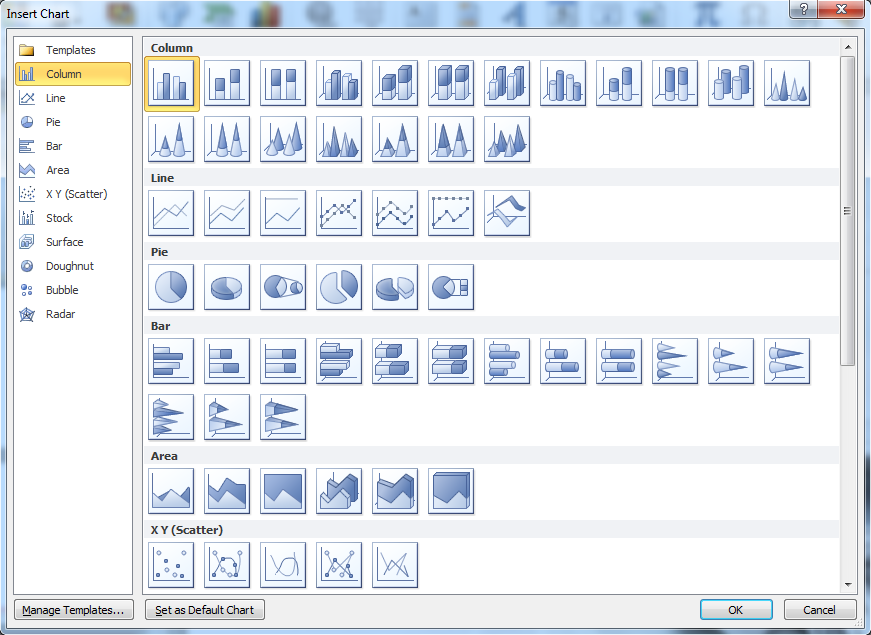 Insert Chart
Templates
Column
Line
Pie
Bar
Area
X Y (Scatter)
Stock
Surface
Doughnut
Bubble
Radar
Column
Line
Pie
Bar
Area
X Y (Scatter)
Manage Templates...
Set as Default Chart
OK
Cancel